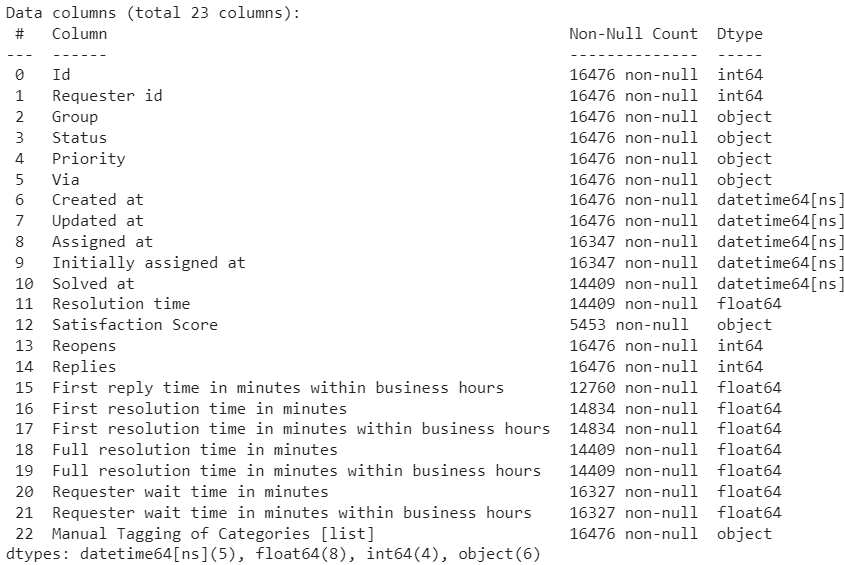 Data columns (total 23 columns):
 #   Column                                              Non-Null Count  Dtype
---  ------                                              --------------  -----
 0   Id                                                  16476 non-null  int64
 1   Requester id                                        16476 non-null  int64
 2   Group                                               16476 non-null  object
 3   Status                                              16476 non-null  object
 4   Priority                                            16476 non-null  object
 5   Via                                                 16476 non-null  object
 6   Created at                                          16476 non-null  datetime64[ns]
 7   Updated at                                          16476 non-null  datetime64[ns]
 8   Assigned at                                         16347 non-null  datetime64[ns]
 9   Initially assigned at                               16347 non-null  datetime64[ns]
 10  Solved at                                           14409 non-null  datetime64[ns]
 11  Resolution time                                     14409 non-null  float64
 12  Satisfaction Score                                  5453 non-null   object
 13  Reopens                                             16476 non-null  int64
 14  Replies                                             16476 non-null  int64
 15  First reply time in minutes within business hours   12760 non-null  float64
 16  First resolution time in minutes                    14834 non-null  float64
 17  First resolution time in minutes within business hours  14834 non-null  float64
 18  Full resolution time in minutes                     14409 non-null  float64
 19  Full resolution time in minutes within business hours  14409 non-null  float64
 20  Requester wait time in minutes                      16327 non-null  float64
 21  Requester wait time in minutes within business hours  16327 non-null  float64
 22  Manual Tagging of Categories [list]                 16476 non-null  object
dtypes: datetime64[ns](5), float64(8), int64(4), object(6)